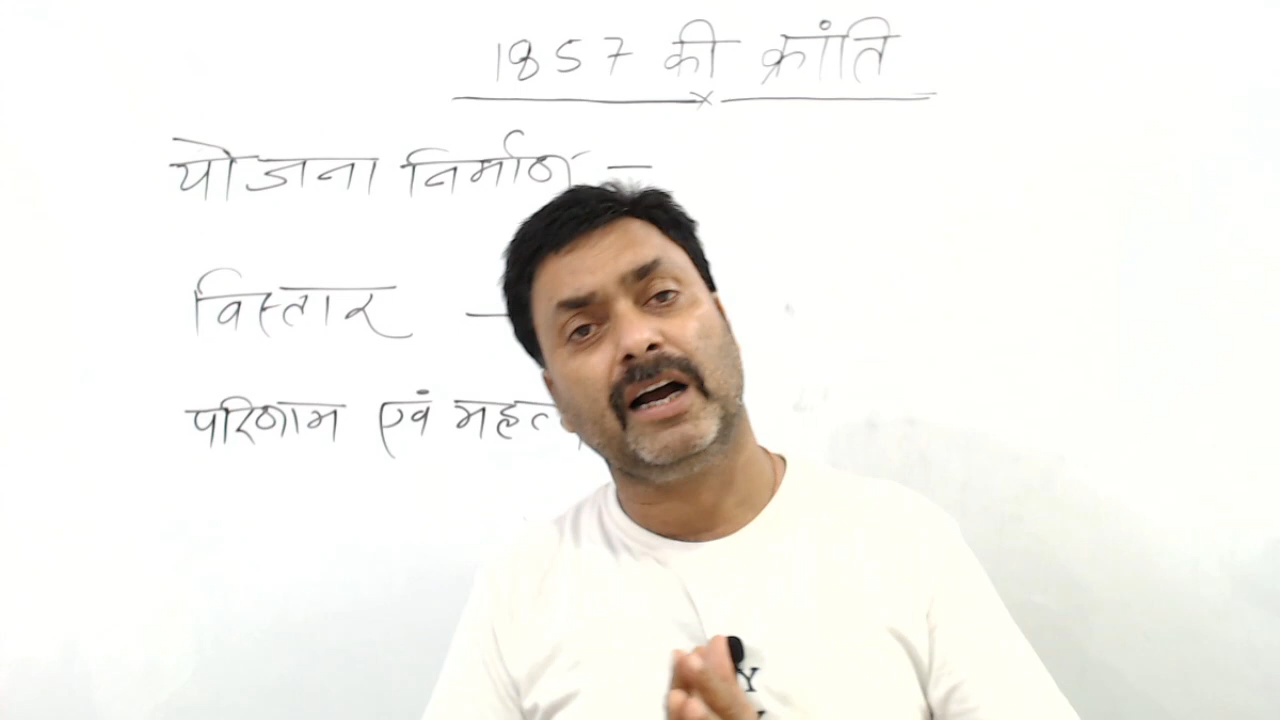 1857 की क्रांति
योजना निर्माण –
विस्तार –
परिणाम एवं
Y